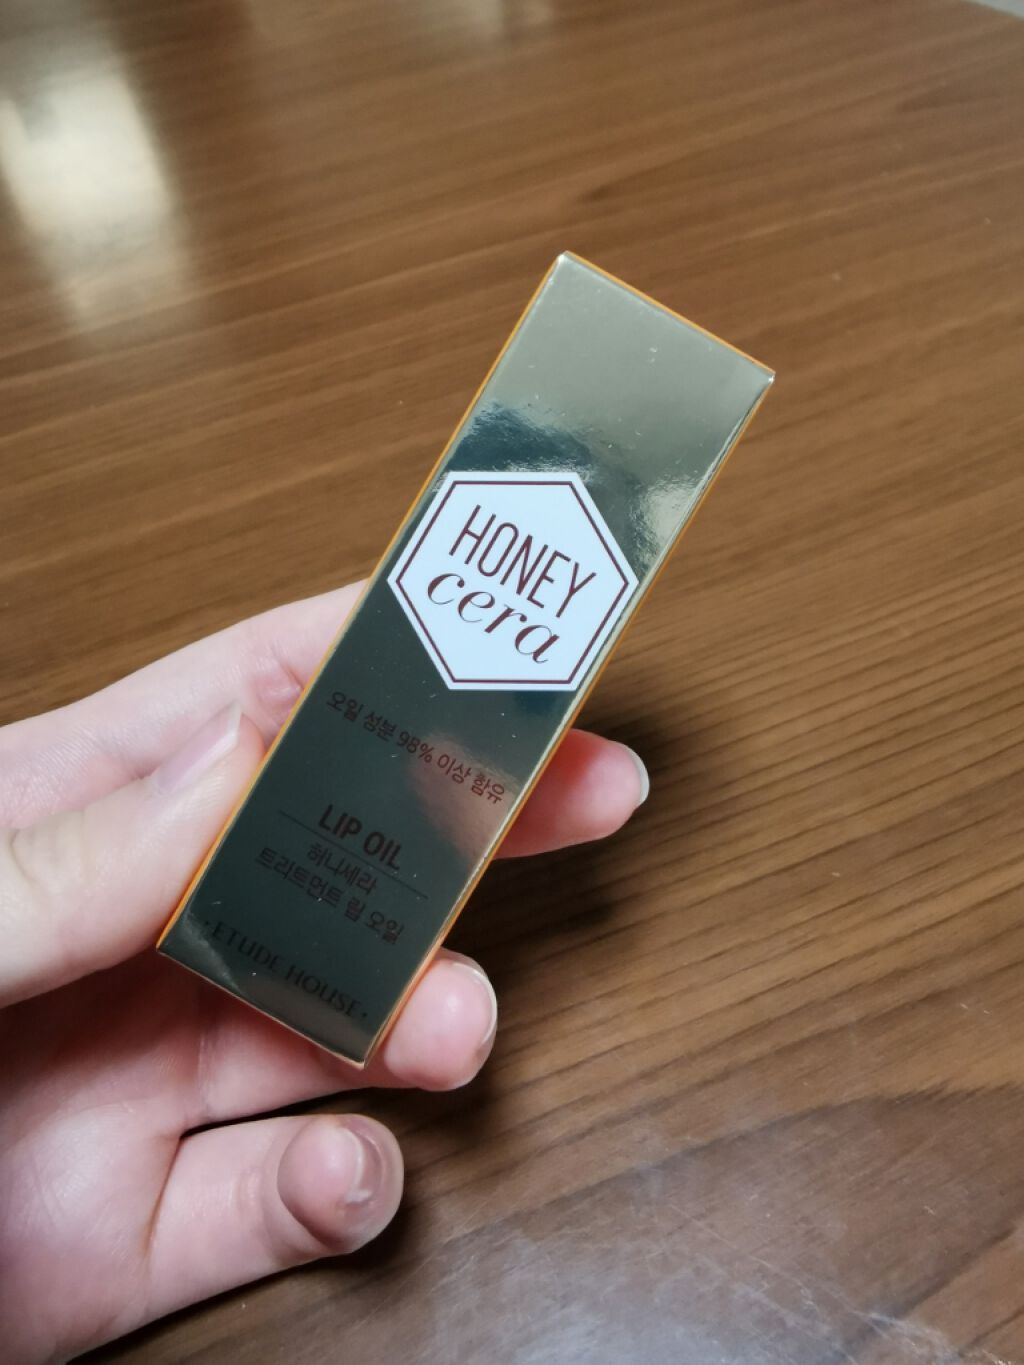 HONEY
cera
오일 성분 98% 이상 함유
LIP OIL
허니세라
트리트먼트 립 오일
·ETUDE HOUSE·